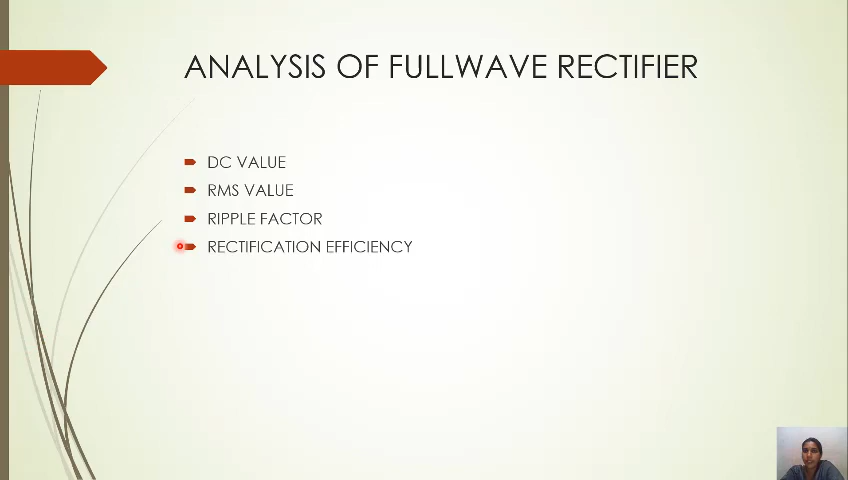 ANALYSIS OF FULLWAVE RECTIFIER
DC VALUE
RMS VALUE
RIPPLE FACTOR
RECTIFICATION EFFICIENCY